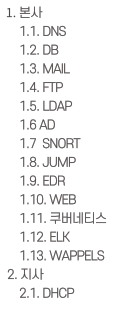 1. 본사
1.1. DNS
1.2. DB
1.3. MAIL
1.4. FTP
1.5. LDAP
1.6 AD
1.7 SNORT
1.8. JUMP
1.9. EDR
1.10. WEB
1.11. 쿠버네티스
1.12. ELK
1.13. WAPPELS
2. 지사
2.1. DHCP